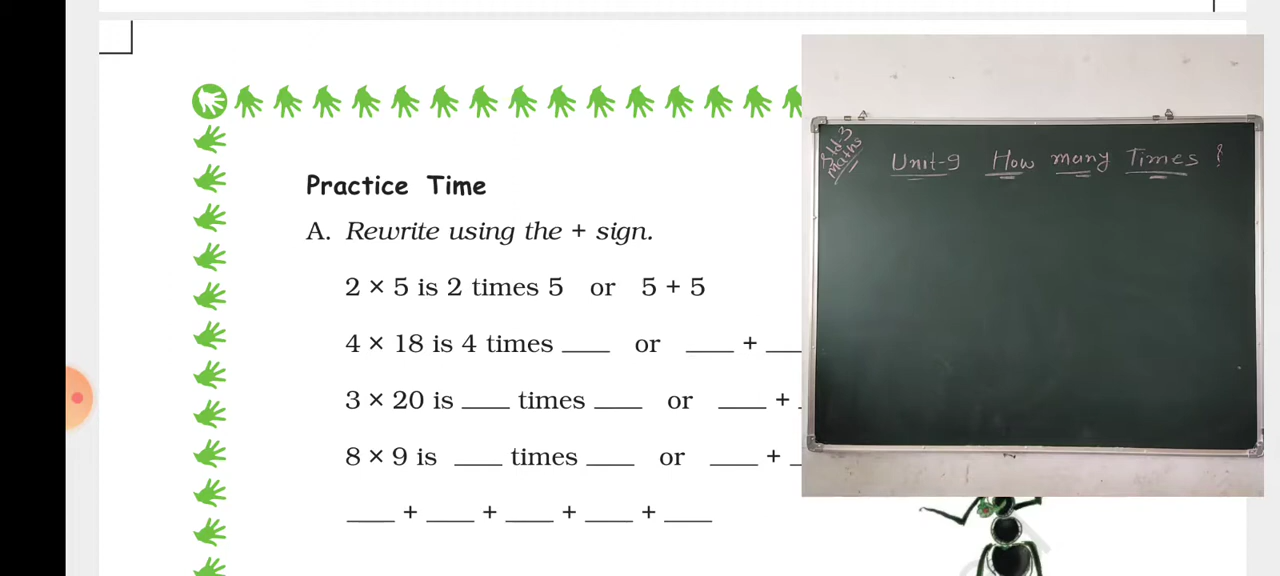 Practice Time
A. Rewrite using the + sign.
2 × 5 is 2 times 5 or 5 + 5
4 × 18 is 4 times ____ or ____ + ____
3 × 20 is ____ times ____ or ____ +
8 × 9 is ____ times ____ or ____ +
____ + ____ + ____ + ____ + ____
Std-3
Maths
Unit-9 How many Times ?